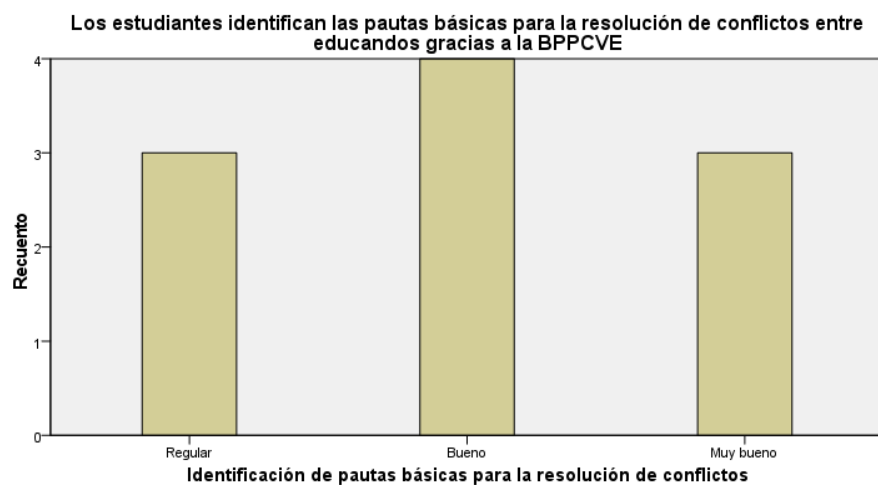 Los estudiantes identifican las pautas básicas para la resolución de conflictos entre
educandos gracias a la BPPCVE
4
3
2
1
0
Recuento
Regular
Bueno
Muy bueno
Identificación de pautas básicas para la resolución de conflictos